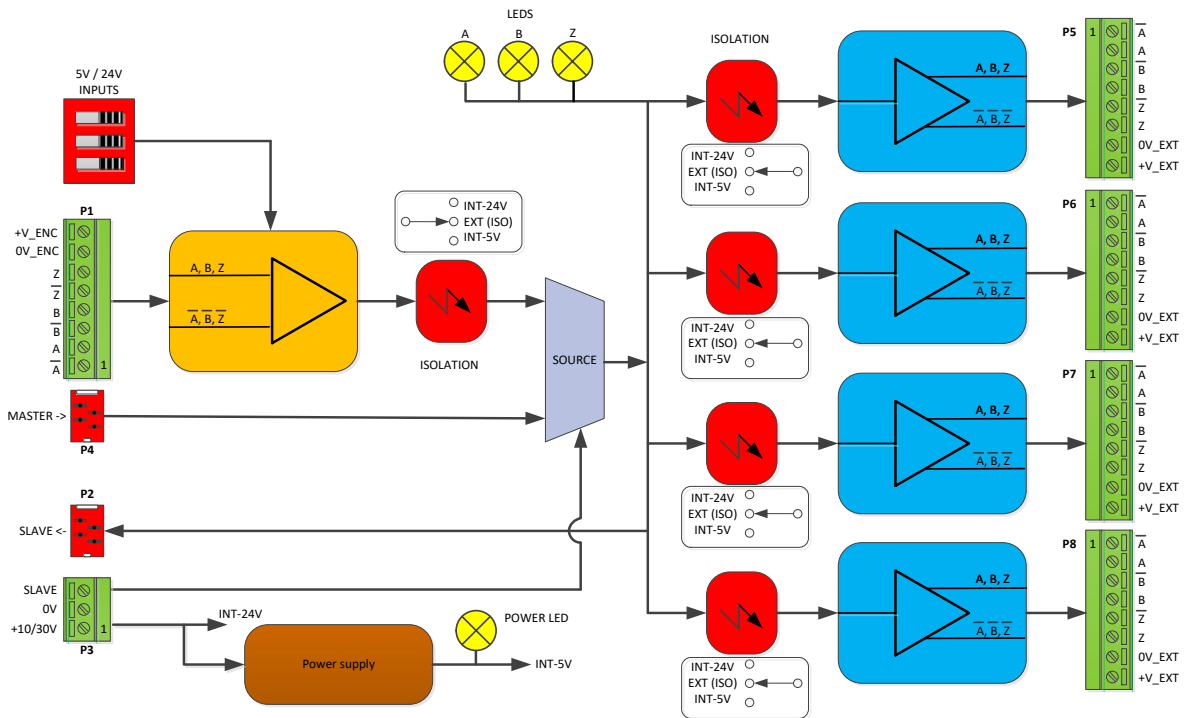 LEDS
A
B
Z
5V / 24V
INPUTS
P1
+V_ENC
0V_ENC
Z
Z̅
B
B̅
A
A̅
1
A, B, Z
A̅, B̅, Z̅
INT-24V
EXT (ISO)
INT-5V
ISOLATION
SOURCE
MASTER ->
P4
P2
SLAVE <-
SLAVE
0V
+10/30V
1
P3
INT-24V
Power supply
POWER LED
INT-5V
ISOLATION
INT-24V
EXT (ISO)
INT-5V
A, B, Z
A̅, B̅, Z̅
P5
1
A̅
A
B̅
B
Z̅
Z
0V_EXT
+V_EXT
INT-24V
EXT (ISO)
INT-5V
A, B, Z
A̅, B̅, Z̅
P6
1
A̅
A
B̅
B
Z̅
Z
0V_EXT
+V_EXT
INT-24V
EXT (ISO)
INT-5V
A, B, Z
A̅, B̅, Z̅
P7
1
A̅
A
B̅
B
Z̅
Z
0V_EXT
+V_EXT
INT-24V
EXT (ISO)
INT-5V
A, B, Z
A̅, B̅, Z̅
P8
1
A̅
A
B̅
B
Z̅
Z
0V_EXT
+V_EXT